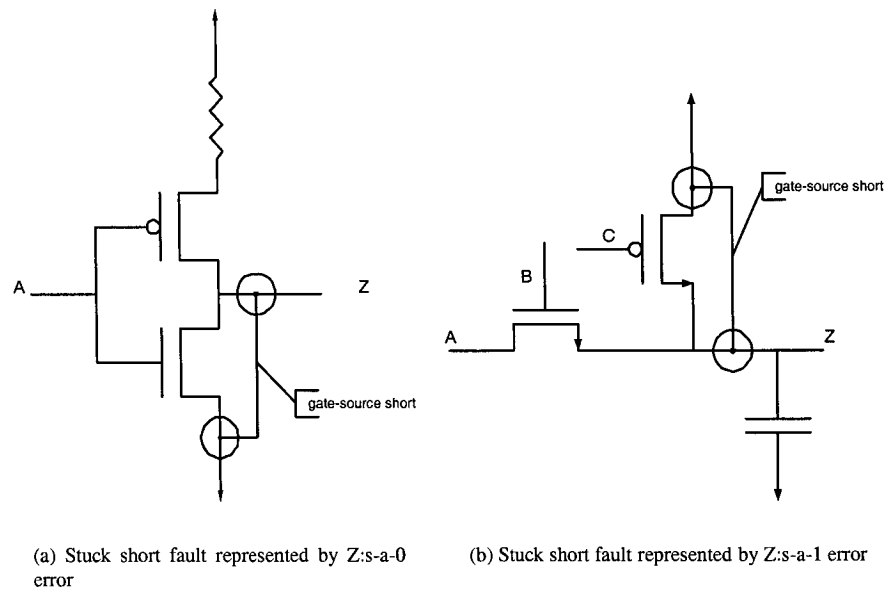 A
Z
gate-source short
A
B
C
Z
gate-source short
(a) Stuck short fault represented by Z:s-a-0
error
(b) Stuck short fault represented by Z:s-a-1 error